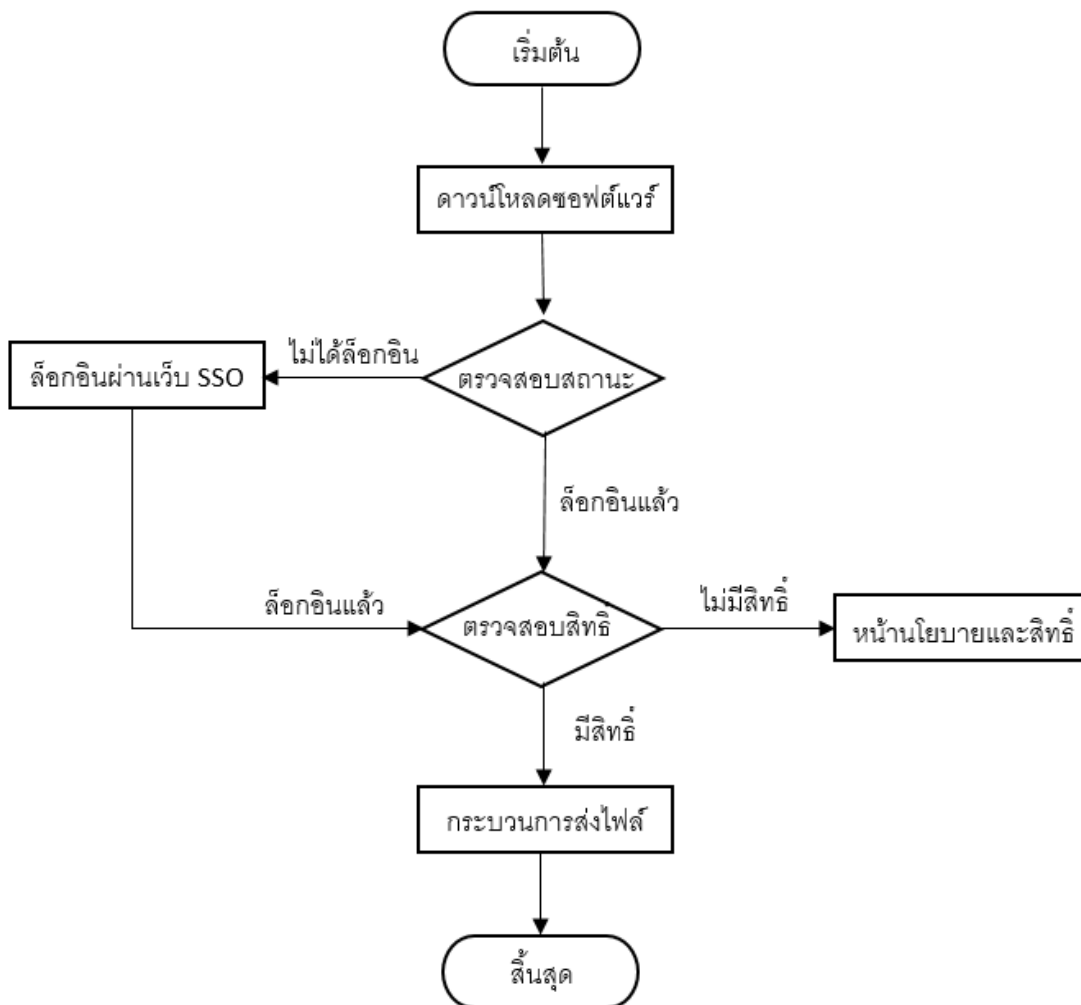 เริ่มต้น
ดาวน์โหลดซอฟต์แวร์
ไม่ได้ล็อกอิน
ล็อกอินผ่านเว็บ SSO
ตรวจสอบสถานะ
ล็อกอินแล้ว
ล็อกอินแล้ว
ตรวจสอบสิทธิ์
ไม่มีสิทธิ์
หน้านโยบายและสิทธิ์
มีสิทธิ์
กระบวนการส่งไฟล์
สิ้นสุด